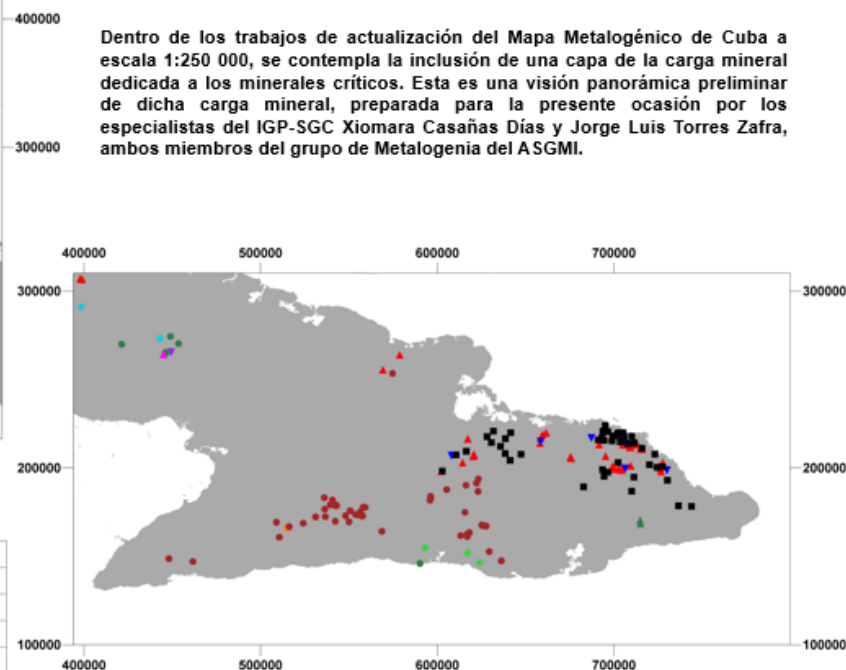 400000
Dentro de los trabajos de actualización del Mapa Metalogénico de Cuba a
escala 1:250 000, se contempla la inclusión de una capa de la carga mineral
dedicada a los minerales críticos. Esta es una visión panorámica preliminar
de dicha carga mineral, preparada para la presente ocasión por los
especialistas del IGP-SGC Xiomara Casañas Días y Jorge Luis Torres Zafra,
ambos miembros del grupo de Metalogenia del ASGMI.
300000
400000 500000 600000 700000
300000 300000
200000 200000
100000 100000
400000 500000 600000 700000